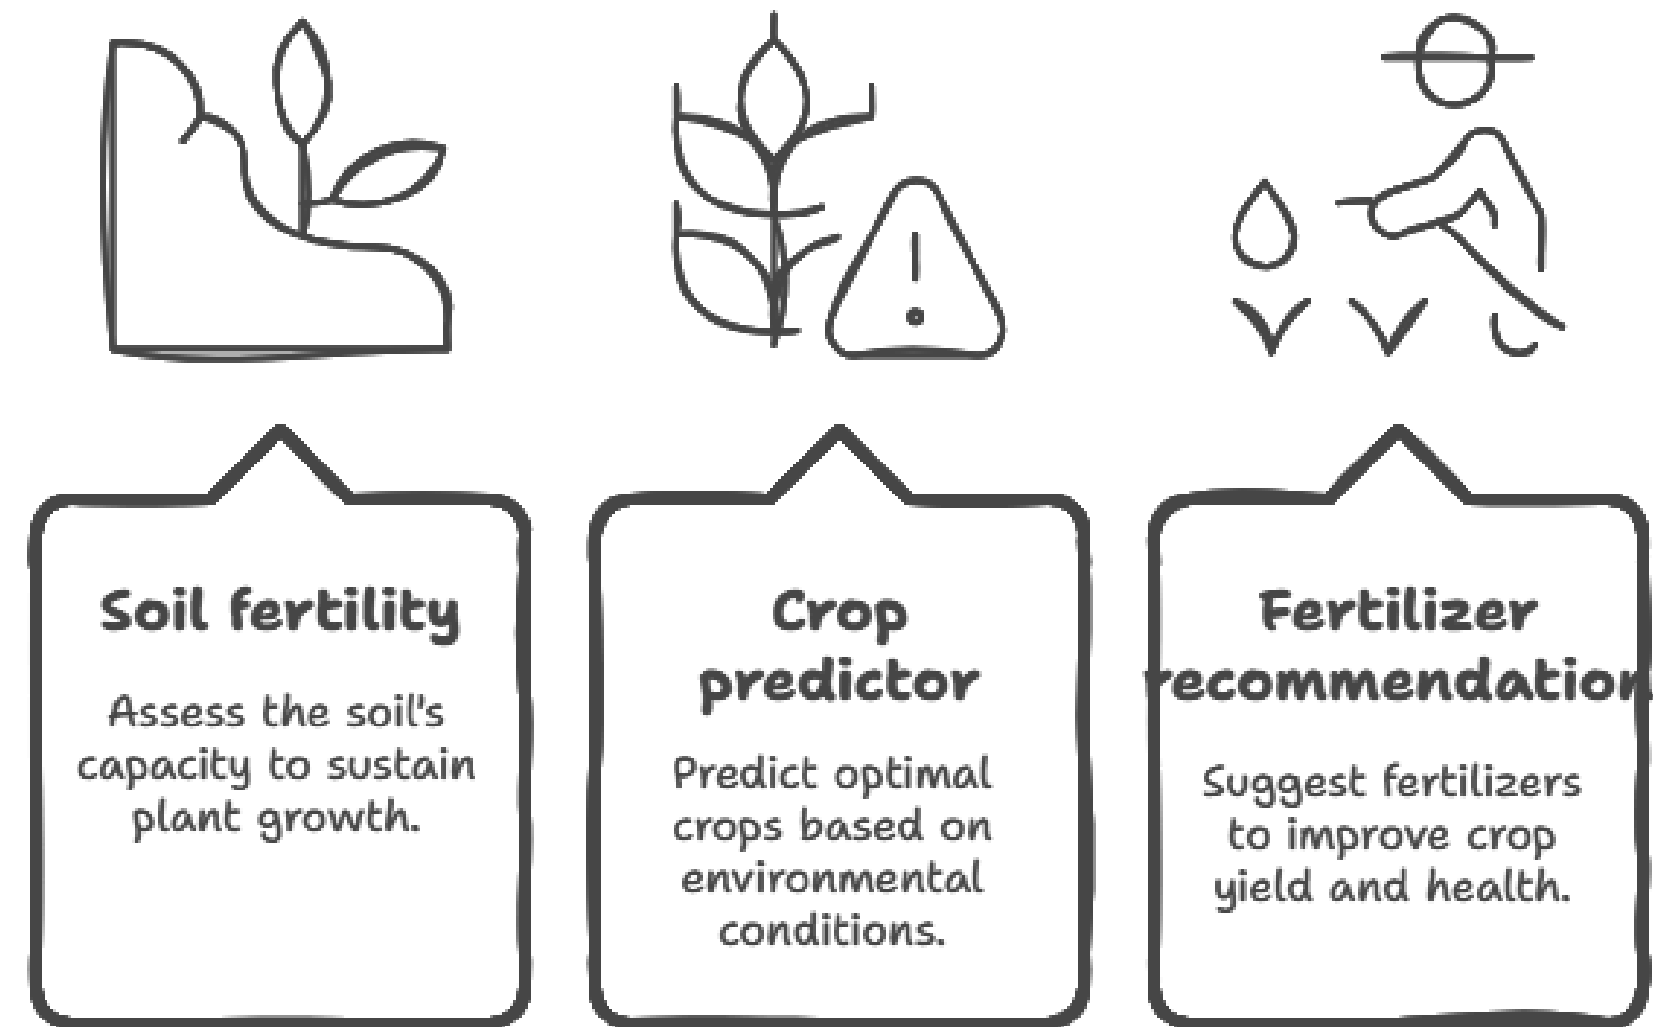 Soil fertility
Assess the soil's
capacity to sustain
plant growth.
Crop
predictor
Predict optimal
crops based on
environmental
conditions.
Fertilizer
recommendation
Suggest fertilizers
to improve crop
yield and health.